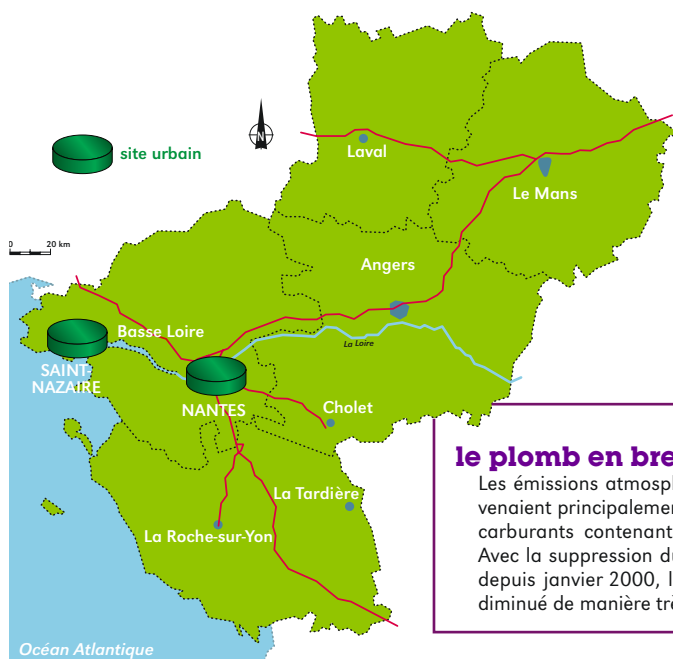 N
site urbain
Laval
Le Mans
20 km
Angers
Basse Loire
La Loire
SAINT
NAZAIRE
NANTES
Cholet
le plomb en bre
Les émissions atmosph
venaient principalemen
carburants contenant
Avec la suppression du
depuis janvier 2000, l
diminué de manière trè
La Tardière
La Roche-sur-Yon
Océan Atlantique